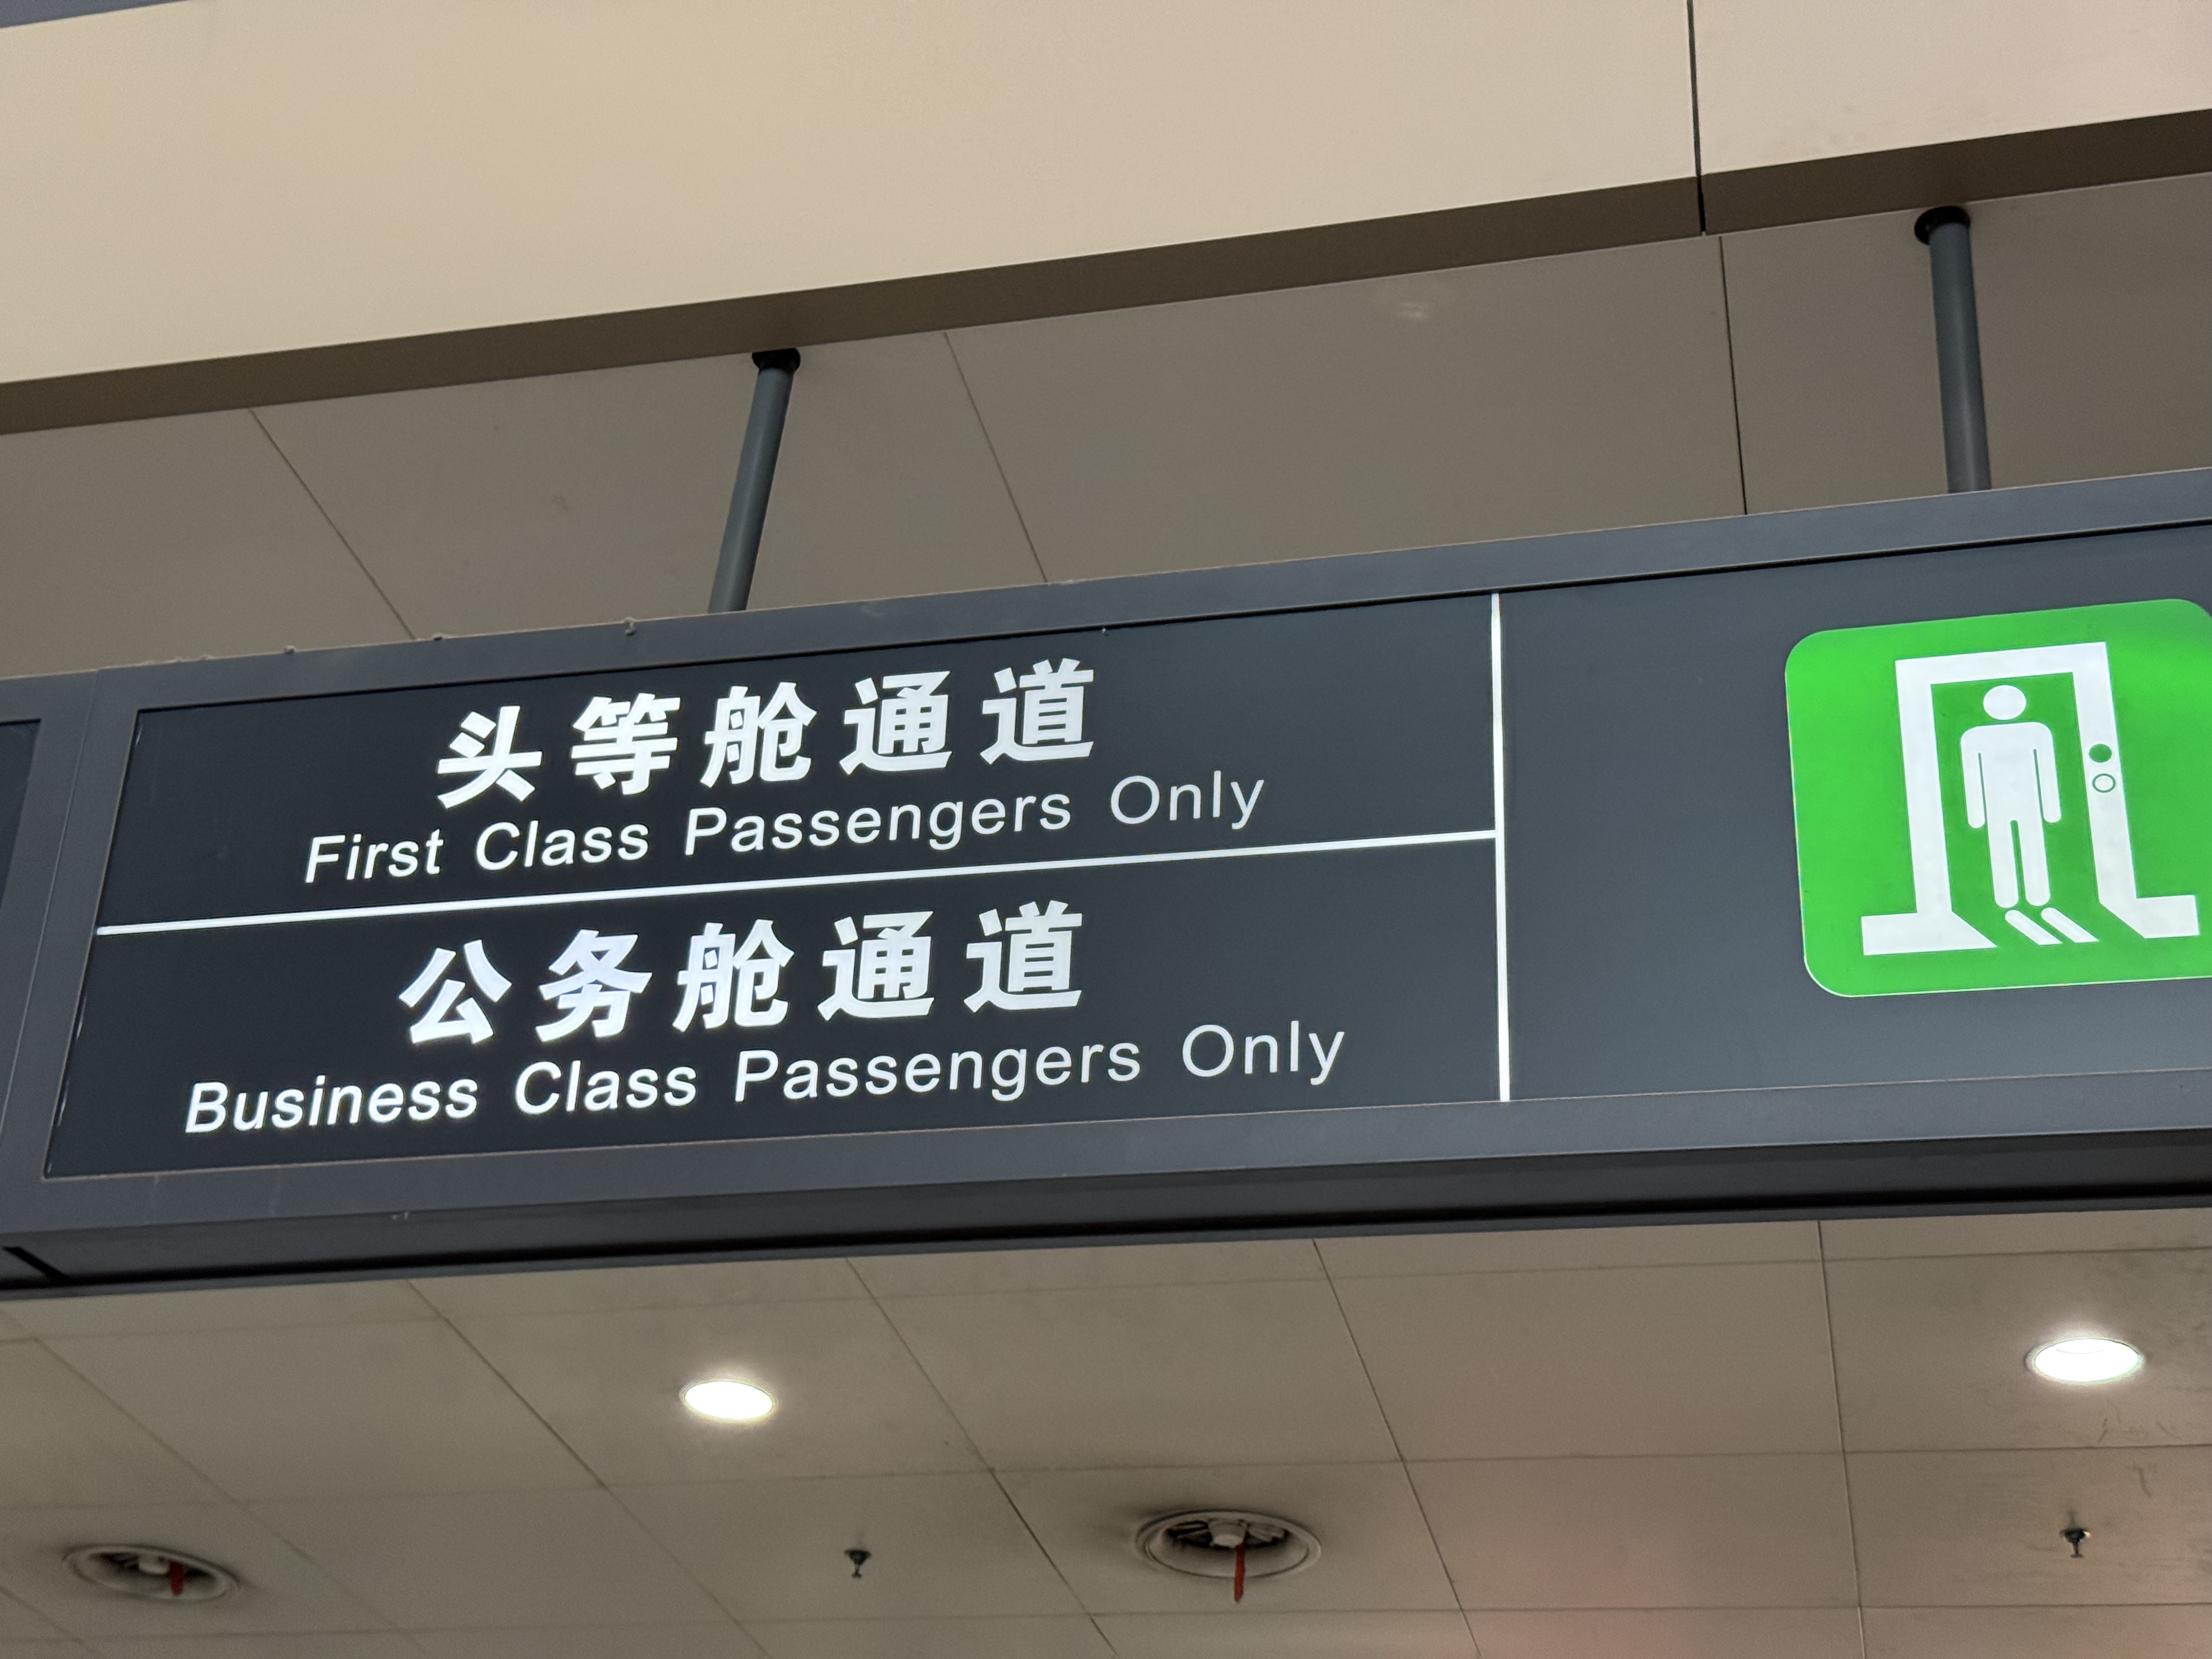 头等舱通道
First Class Passengers Only
公务舱通道
Business Class Passengers Only